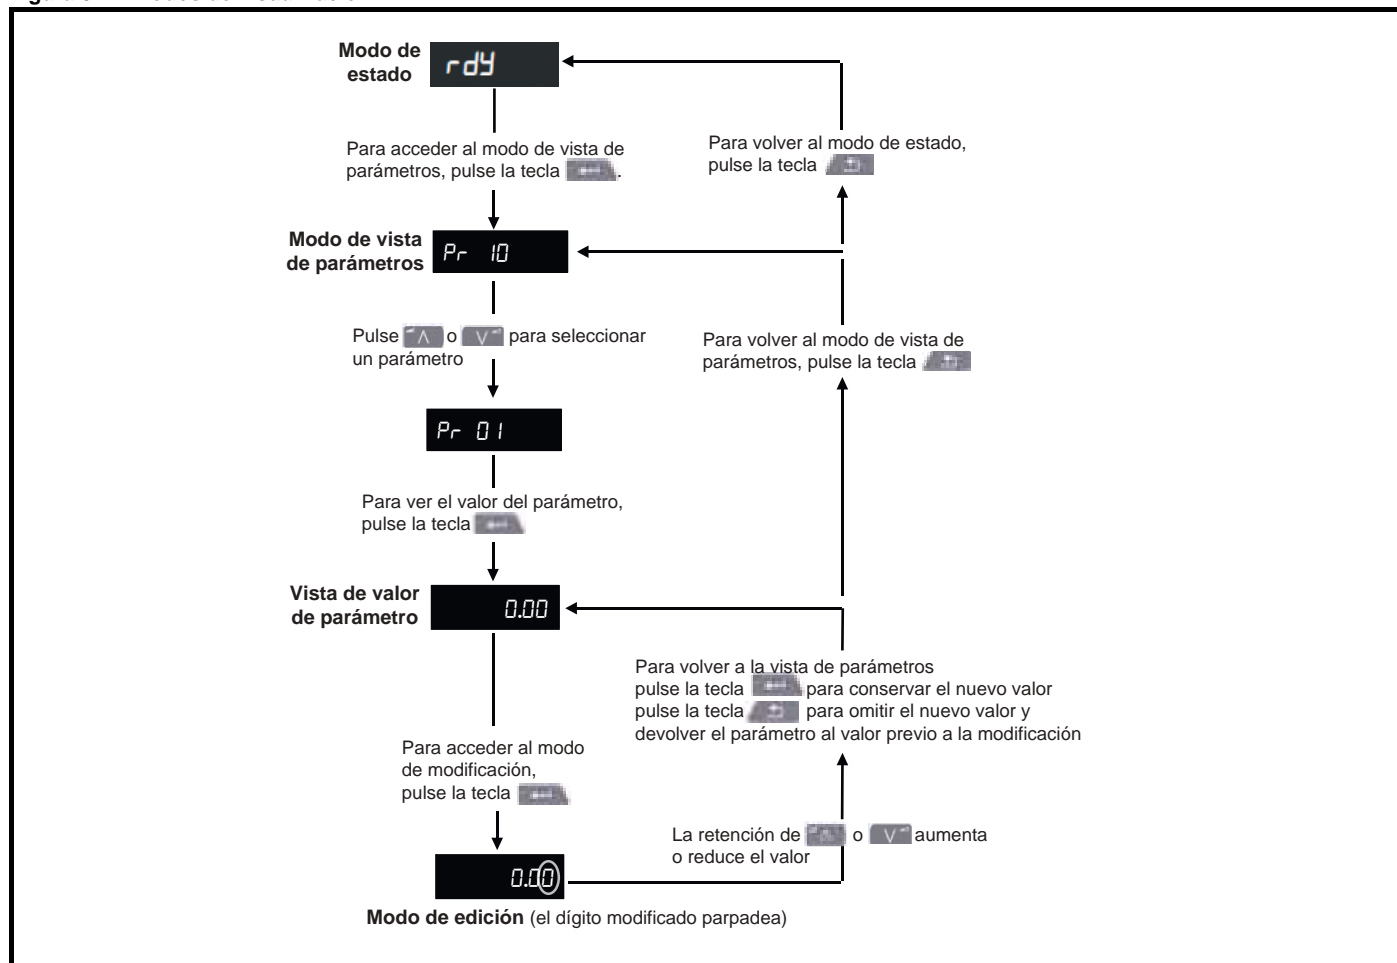 Modo de
estado
rdy
Para acceder al modo de vista de
parámetros, pulse la tecla .
Para volver al modo de estado,
pulse la tecla
Modo de vista
de parámetros
Pr 10
Pulse Λ o V para seleccionar
un parámetro
Para volver al modo de vista de
parámetros, pulse la tecla
Pr 01
Para ver el valor del parámetro,
pulse la tecla
Vista de valor
de parámetro
0.00
Para volver a la vista de parámetros
pulse la tecla para conservar el nuevo valor
pulse la tecla para omitir el nuevo valor y
devolver el parámetro al valor previo a la modificación
Para acceder al modo
de modificación,
pulse la tecla
La retención de o V aumenta
o reduce el valor
0.00
Modo de edición (el dígito modificado parpadea)